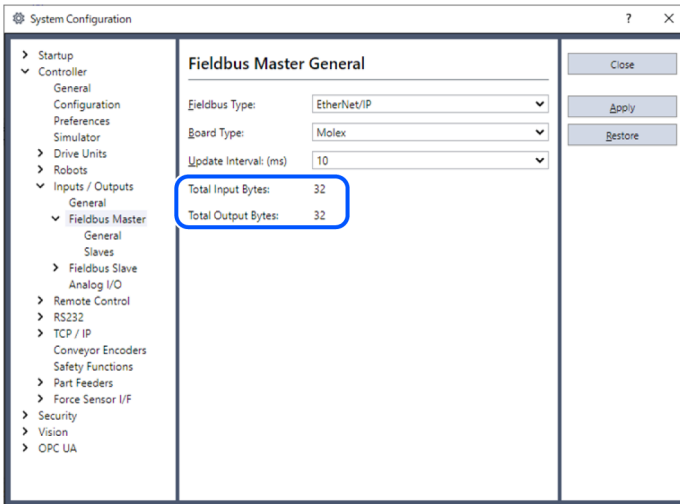 System Configuration
?
Startup
Controller
General
Configuration
Preferences
Simulator
Drive Units
Robots
Inputs / Outputs
General
Fieldbus Master
General
Slaves
Fieldbus Slave
Analog I/O
Remote Control
RS232
TCP / IP
Conveyor Encoders
Safety Functions
Part Feeders
Force Sensor I/F
Security
Vision
OPC UA
Fieldbus Master General
Fieldbus Type: EtherNet/IP
Board Type: Molex
Update Interval: (ms) 10
Total Input Bytes: 32
Total Output Bytes: 32
Close
Apply
Restore